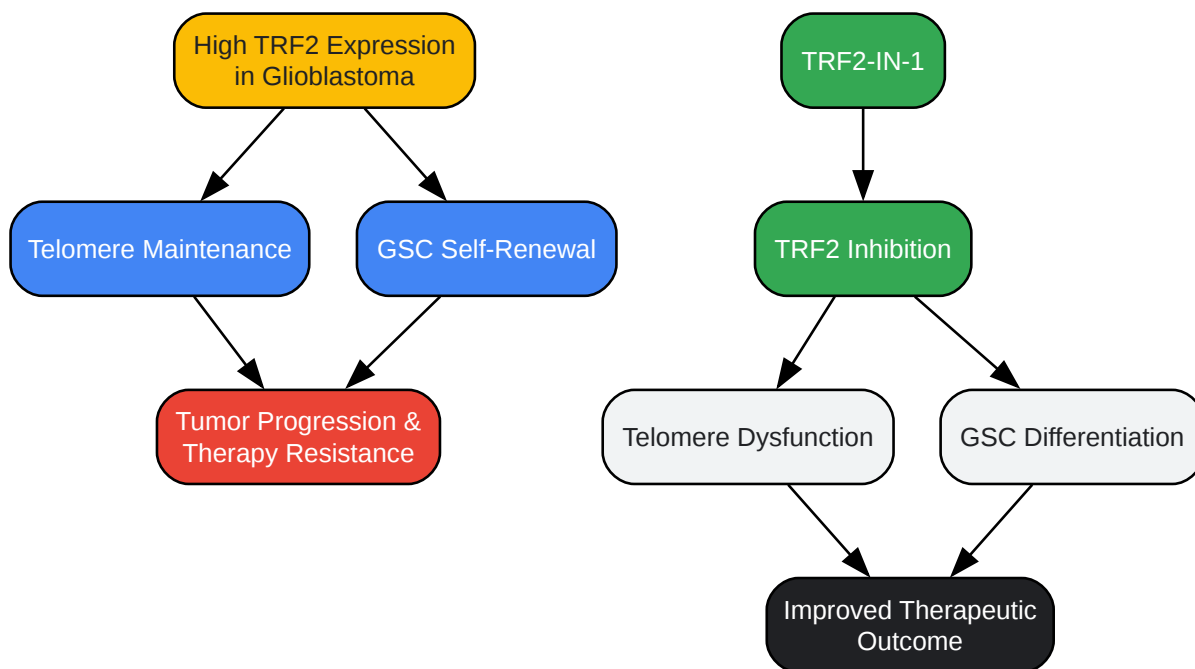 High TRF2 Expression
in Glioblastoma
TRF2-IN-1
Telomere Maintenance
GSC Self-Renewal
TRF2 Inhibition
Tumor Progression &
Therapy Resistance
Telomere Dysfunction
GSC Differentiation
Improved Therapeutic
Outcome